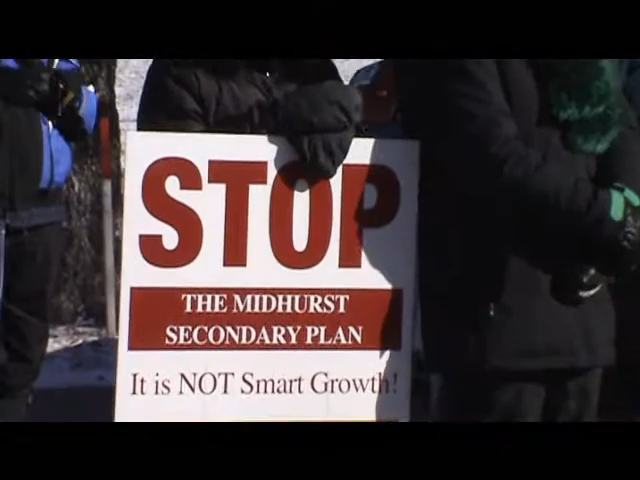 STOP
THE MIDHURST
SECONDARY PLAN
It is NOT Smart Growth!